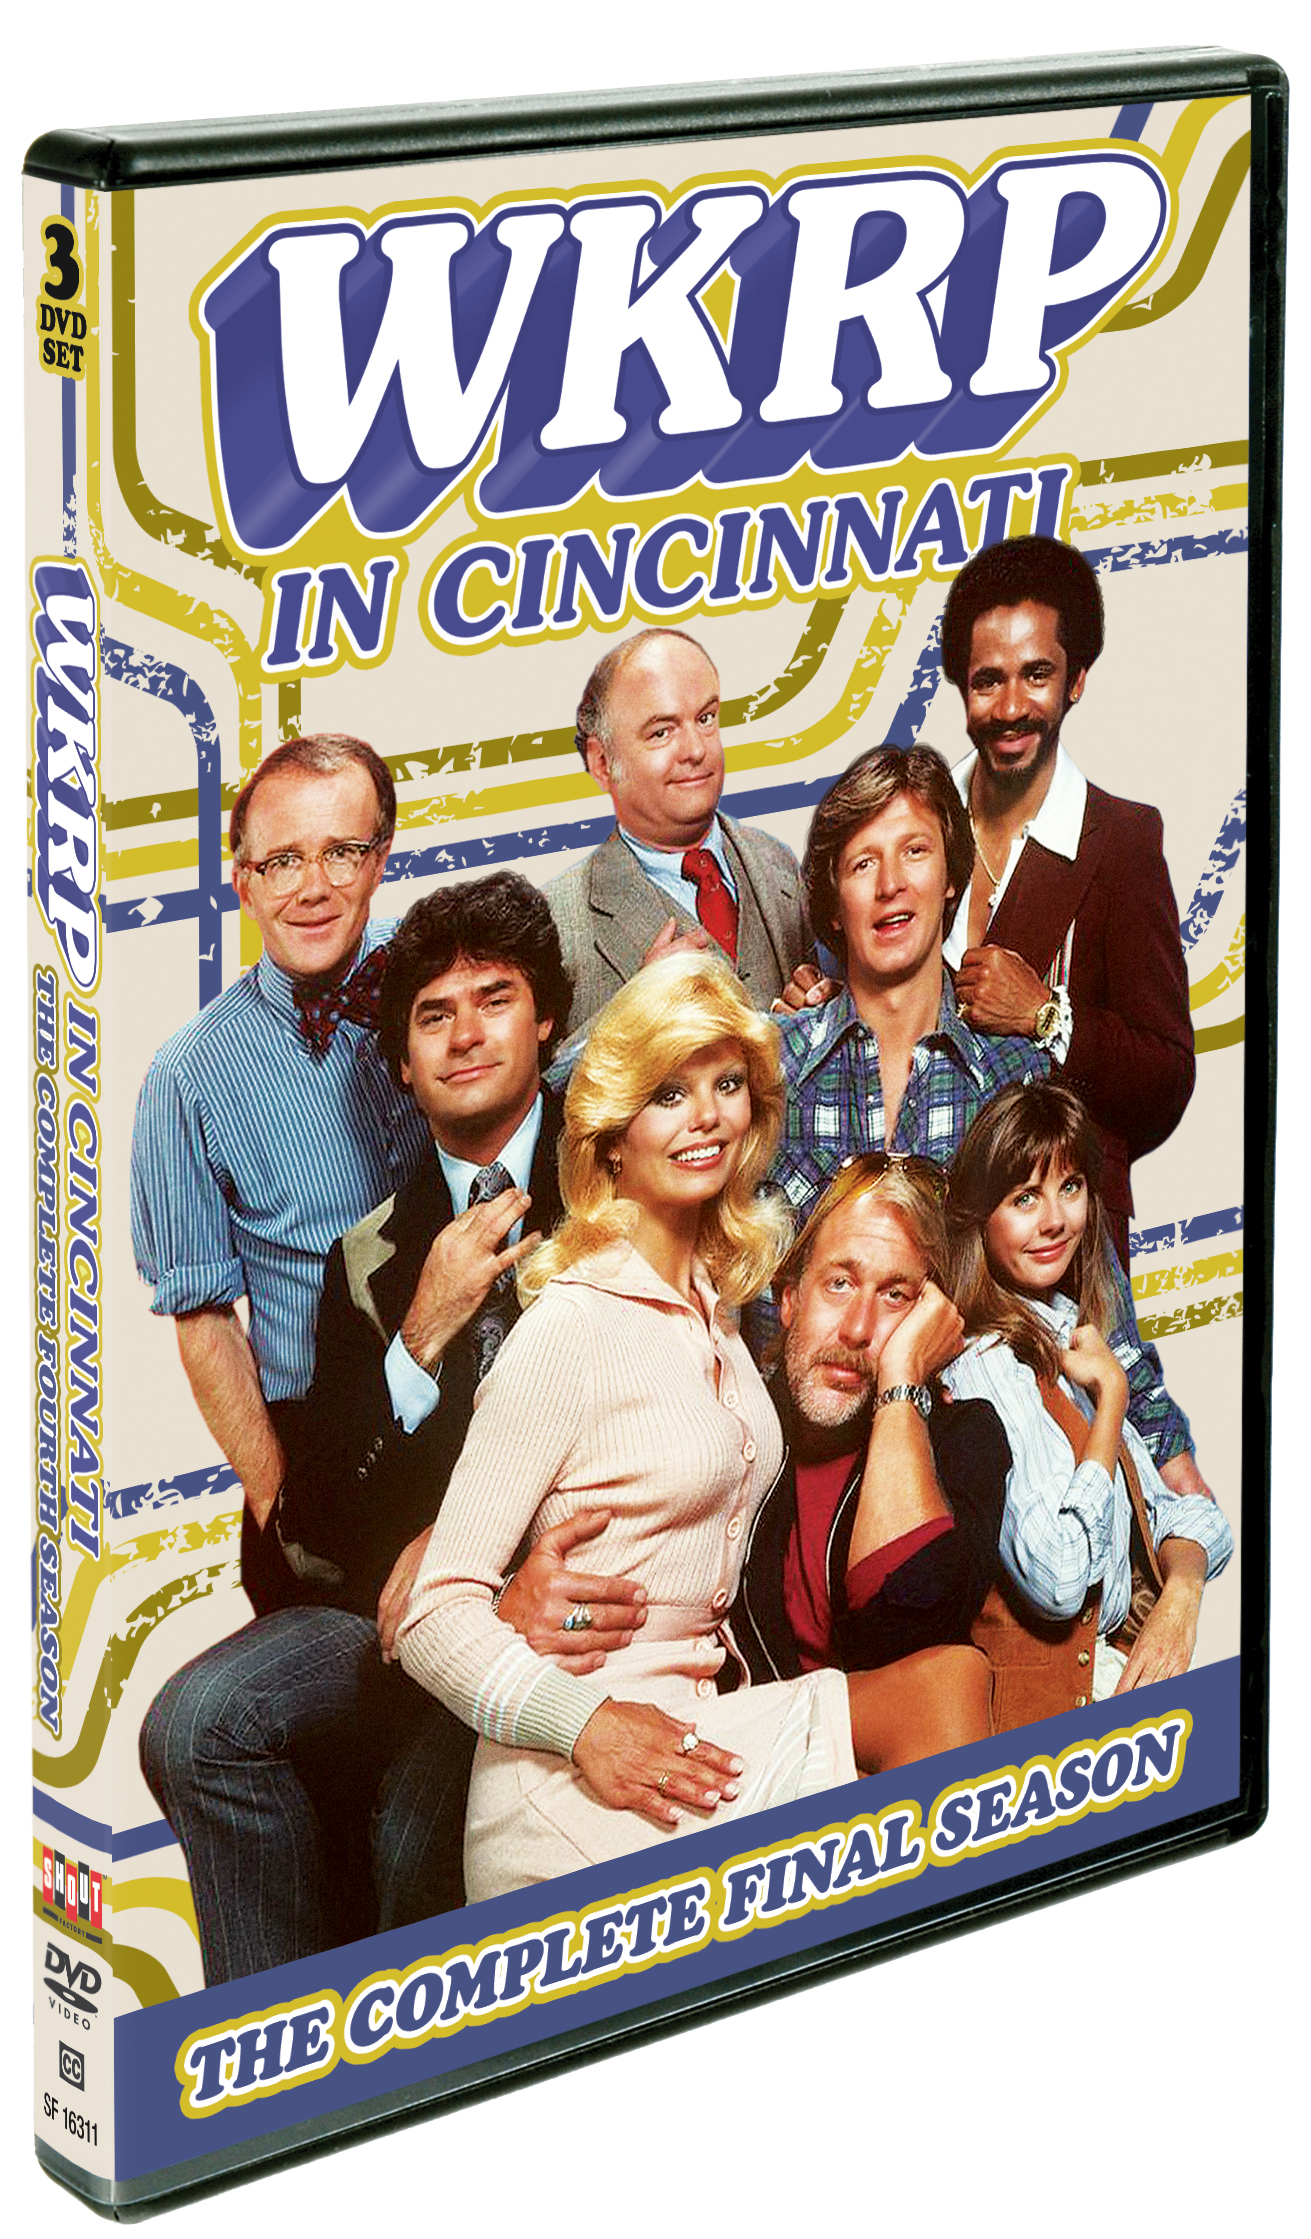 WKRP
IN CINCINNATI
THE COMPLETE FINAL SEASON
3
DVD
SET
WKRP IN CINCINNATI
THE COMPLETE FOURTH SEASON
SHOUT
FACTORY
DVD
VIDEO
CC
SF 16311